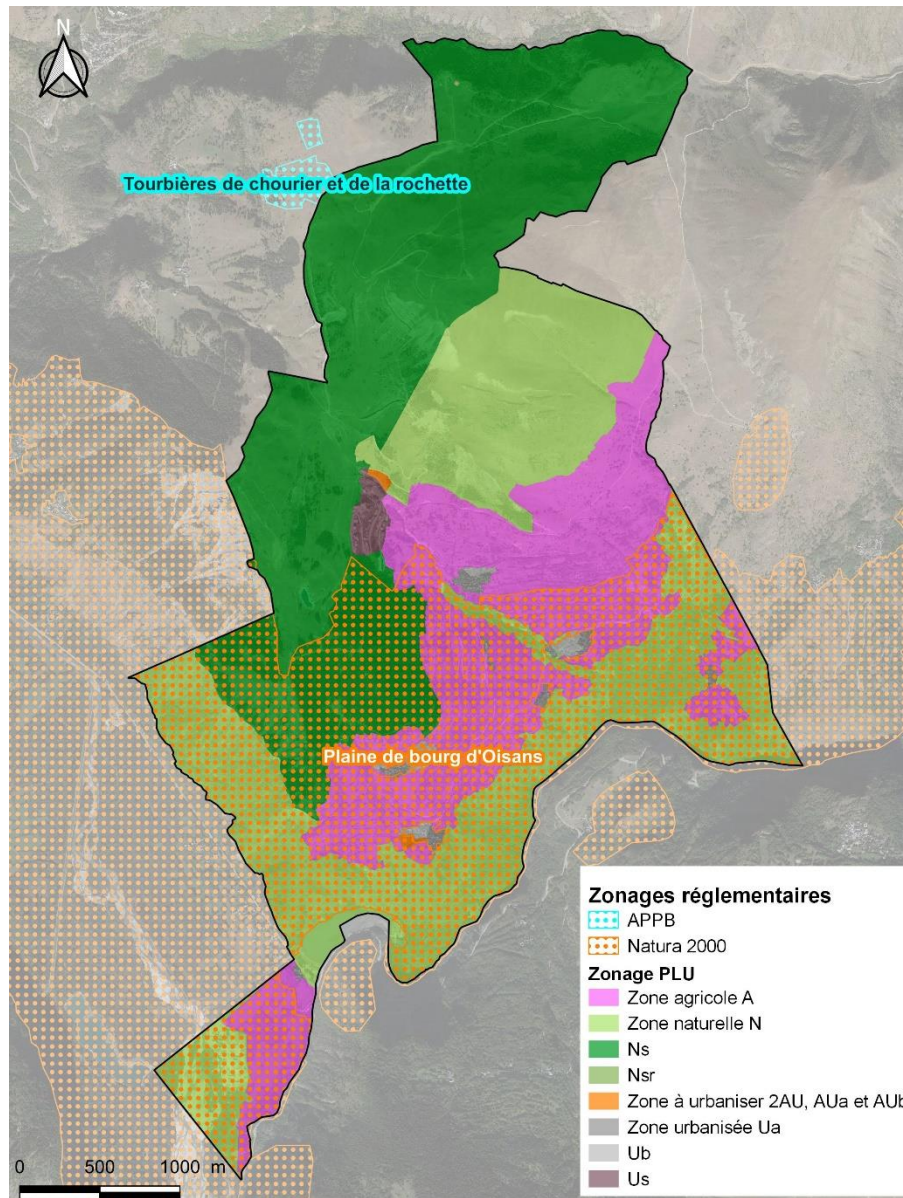 N
Tourbières de chourier et de la rochette
Plaine de bourg d'Oisans
Zonages réglementaires
APPB
Natura 2000
Zonage PLU
Zone agricole A
Zone naturelle N
Ns
Nsr
Zone à urbaniser 2AU, AUa et AUb
Zone urbanisée Ua
Ub
Us
0 500 1000 m